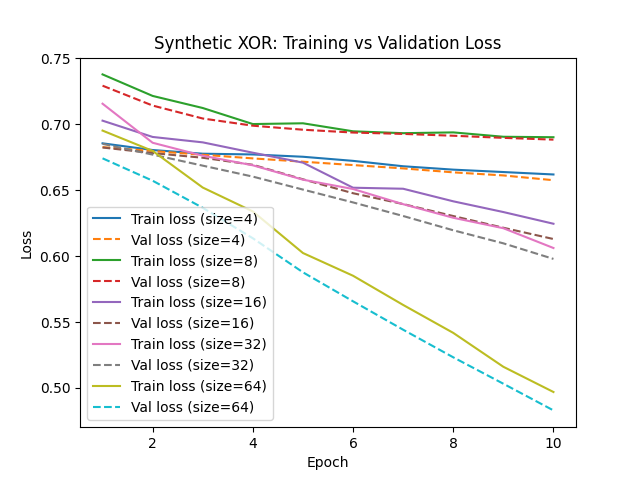 Synthetic XOR: Training vs Validation Loss
0.75
0.70
0.65
0.60
0.55
0.50
Loss
Train loss (size=4)
Val loss (size=4)
Train loss (size=8)
Val loss (size=8)
Train loss (size=16)
Val loss (size=16)
Train loss (size=32)
Val loss (size=32)
Train loss (size=64)
Val loss (size=64)
2 4 6 8 10
Epoch